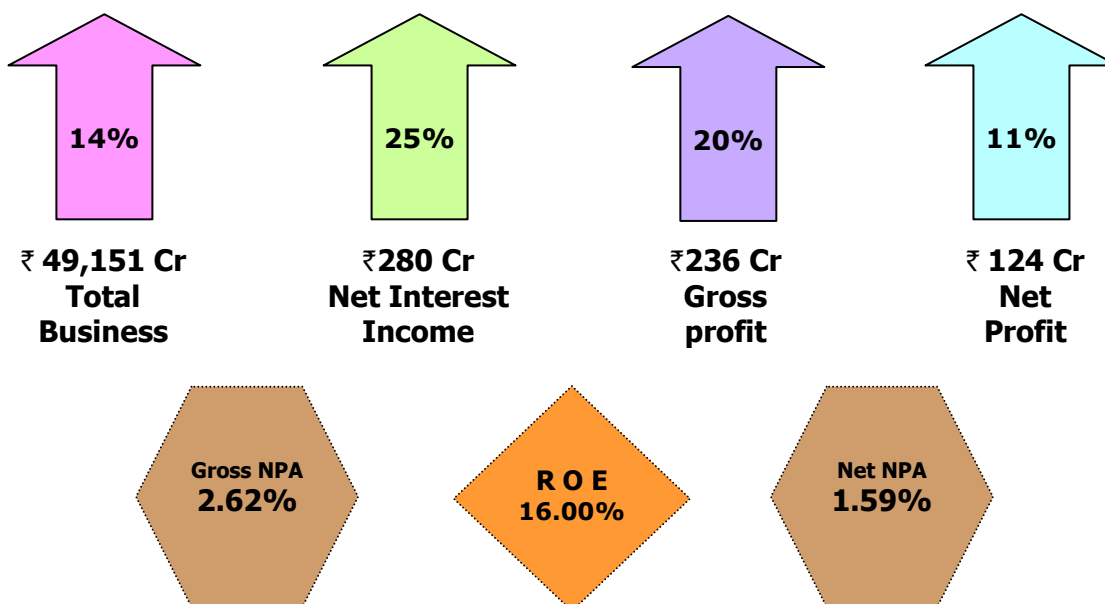 14%
25%
20%
11%
₹ 49,151 Cr
Total
Business
₹280 Cr
Net Interest
Income
₹236 Cr
Gross
profit
₹ 124 Cr
Net
Profit
Gross NPA
2.62%
R O E
16.00%
Net NPA
1.59%